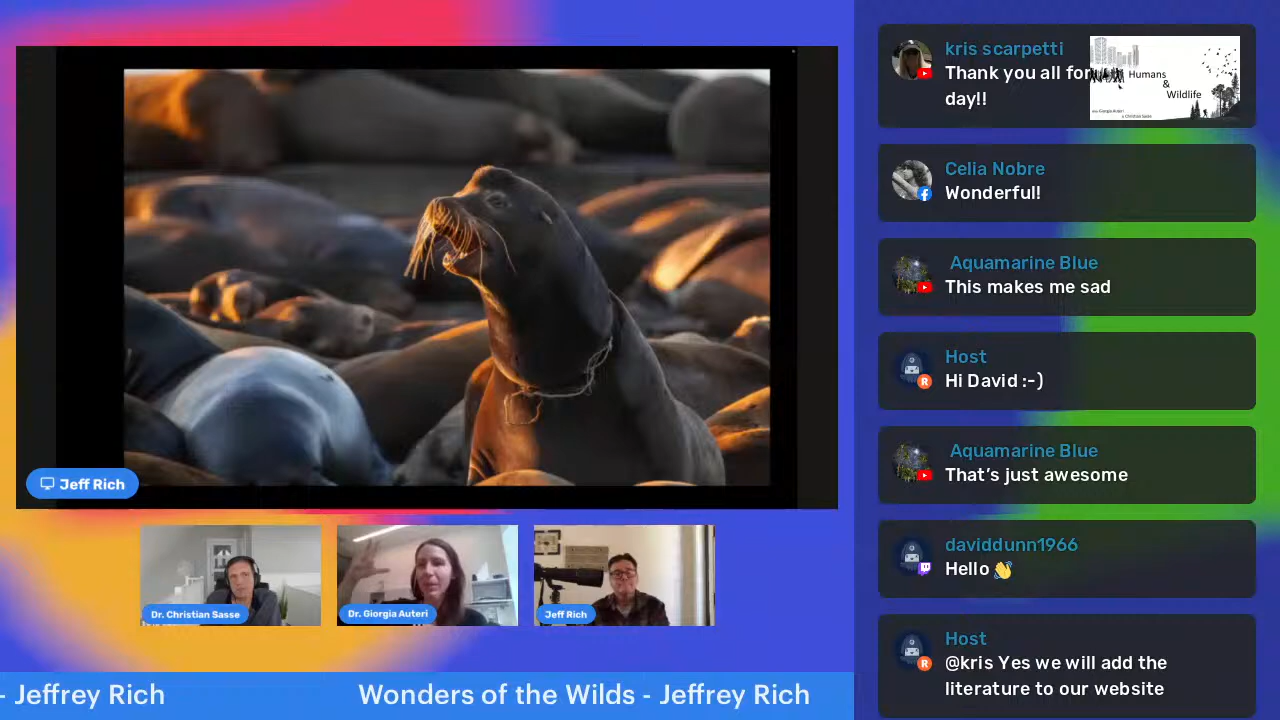 Jeff Rich
Dr. Christian Sasse
Dr. Giorgia Auteri
Jeff Rich
- Jeffrey Rich
Wonders of the Wilds - Jeffrey Rich
kris scarpetti
Thank you all for
day!!
Humans
&
Wildlife
Celia Nobre
Wonderful!
Aquamarine Blue
This makes me sad
Host
Hi David :-)
Aquamarine Blue
That's just awesome
daviddunn1966
Hello 👋
Host
@kris Yes we will add the
literature to our website